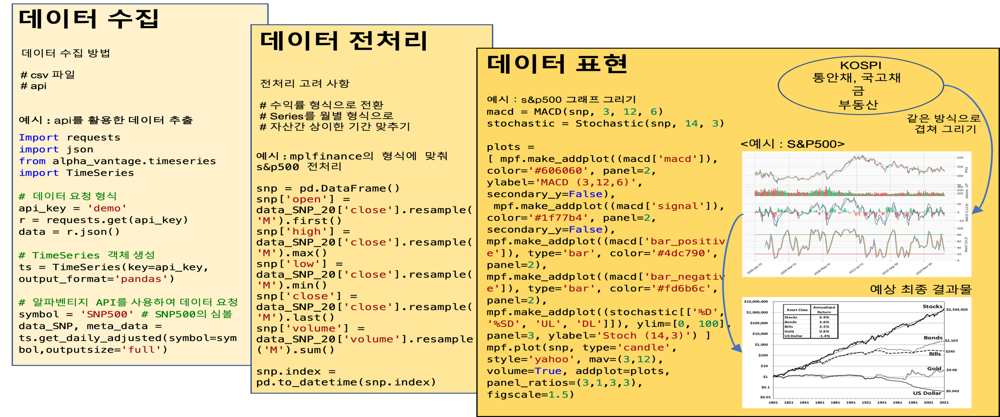 데이터 수집
데이터 수집 방법
# csv 파일
# api
예시 : api를 활용한 데이터 추출
Import requests
import json
from alpha_vantage.timeseries
import TimeSeries
# 데이터 요청 형식
api_key = 'demo'
r = requests.get(api_key)
data = r.json()
# TimeSeries 객체 생성
ts = TimeSeries(key=api_key,
output_format='pandas')
# 알파벤티지 API를 사용하여 데이터 요청
symbol = 'SNP500' # SNP500의 심볼
data_SNP, meta_data =
ts.get_daily_adjusted(symbol=sym
bol,outputsize='full')
데이터 전처리
전처리 고려 사항
# 수익률 형식으로 전환
# Series를 월별 형식으로
# 자산간 상이한 기간 맞추기
예시 : mplfinance의 형식에 맞춰
s&p500 전처리
snp = pd.DataFrame()
snp['open'] =
data_SNP_20['close'].resample(
'M').first()
snp['high'] =
data_SNP_20['close'].resample(
'M').max()
snp['low'] =
data_SNP_20['close'].resample(
'M').min()
snp['close'] =
data_SNP_20['close'].resample(
'M').last()
snp['volume'] =
data_SNP_20['volume'].resample
('M').sum()
snp.index =
pd.to_datetime(snp.index)
데이터 표현
예시 : s&p500 그래프 그리기
macd = MACD(snp, 3, 12, 6)
stochastic = Stochastic(snp, 14, 3)
plots =
[ mpf.make_addplot((macd['macd']),
color='#606060', panel=2,
ylabel='MACD (3,12,6)',
secondary_y=False),
mpf.make_addplot((macd['signal']),
color='#1f77b4', panel=2,
secondary_y=False),
mpf.make_addplot((macd['bar_positiv
e']), type='bar', color='#4dc790',
panel=2),
mpf.make_addplot((macd['bar_negativ
e']), type='bar', color='#fd6b6c',
panel=2),
mpf.make_addplot((stochastic[['%D',
'%SD', 'UL', 'DL']]), ylim=[0, 100],
panel=3, ylabel='Stoch (14,3)') ]
mpf.plot(snp, type='candle',
style='yahoo', mav=(3,12),
volume=True, addplot=plots,
panel_ratios=(3,1,3,3),
figscale=1.5)
KOSPI
통안채, 국고채
금
부동산
같은 방식으로
겹쳐 그리기
<예시 : S&P500>
200
150
100
50
Price
300
200
100
Volume 10^6
10
0
−10
MACD (3,12,6)
100
80
60
40
20
0
Stoch (14,3)
2000-Jan-31
2004-Mar-31
2008-May-31
2012-Jul-31
2016-Sep-30
2020-Nov-30
예상 최종 결과물
$10,000,000
$1,000,000
$100,000
$10,000
$1,000
$100
$10
$1
$0.1
$0.01
Asset Class Annualized Return
Stocks 6.9%
Bonds 3.6%
Bills 2.5%
Gold 0.6%
US Dollar -1.4%
Stocks $2,334,920
Bonds $2,163
Bills $245
Gold $4.06
US Dollar $0.043
1801 1821 1841 1861 1881 1901 1921 1941 1961 1981 2001 2021